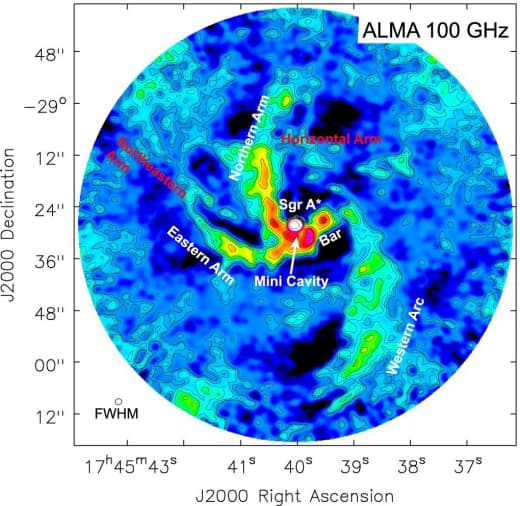 ALMA 100 GHz
48"
-29°
12"
24"
36"
48"
00"
12"
J2000 Declination
Northern Arm
Horizontal Arm
Northeastern
Arm
Sgr A*
Bar
Eastern Arm
Mini Cavity
Western Arc
FWHM
17h45m43s 41s 40s 39s 38s 37s
J2000 Right Ascension